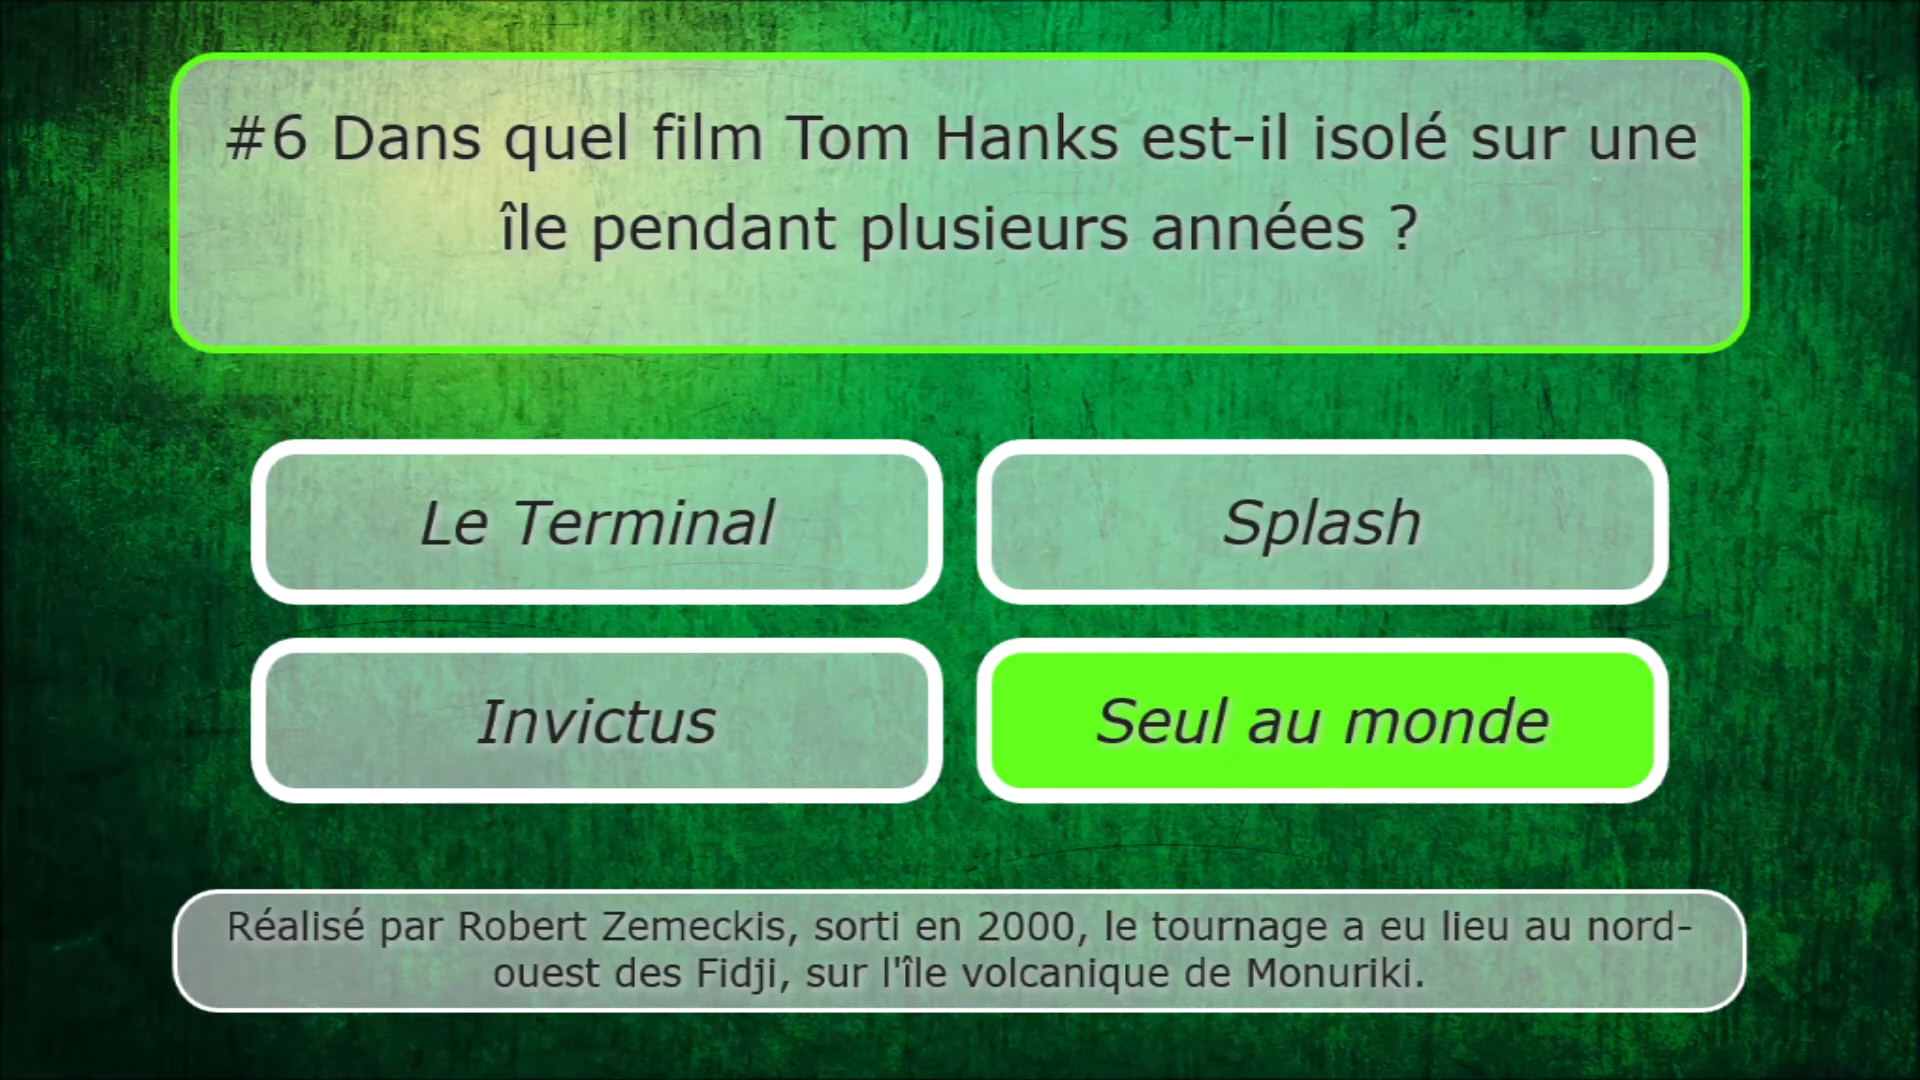 #6 Dans quel film Tom Hanks est-il isolé sur une
île pendant plusieurs années ?
Le Terminal
Splash
Invictus
Seul au monde
Réalisé par Robert Zemeckis, sorti en 2000, le tournage a eu lieu au nord-
ouest des Fidji, sur l'île volcanique de Monuriki.